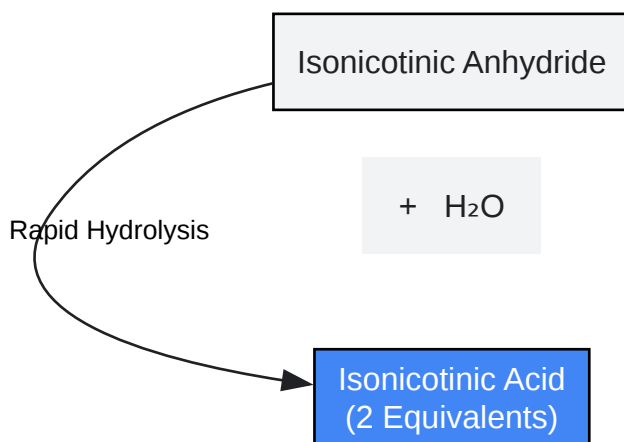 Isonicotinic Anhydride
+ H₂O
Rapid Hydrolysis
Isonicotinic Acid
(2 Equivalents)